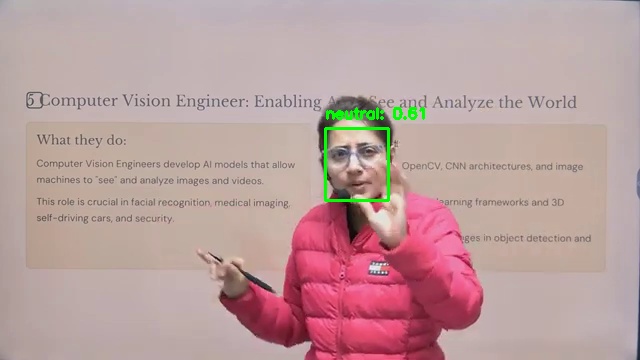 5 Computer Vision Engineer: Enabling A See and Analyze the World
neutral: 0.61
What they do:
Computer Vision Engineers develop AI models that allow
machines to "see" and analyze images and videos.
This role is crucial in facial recognition, medical imaging,
self-driving cars, and security.
OpenCV, CNN architectures, and image
learning frameworks and 3D
in object detection and